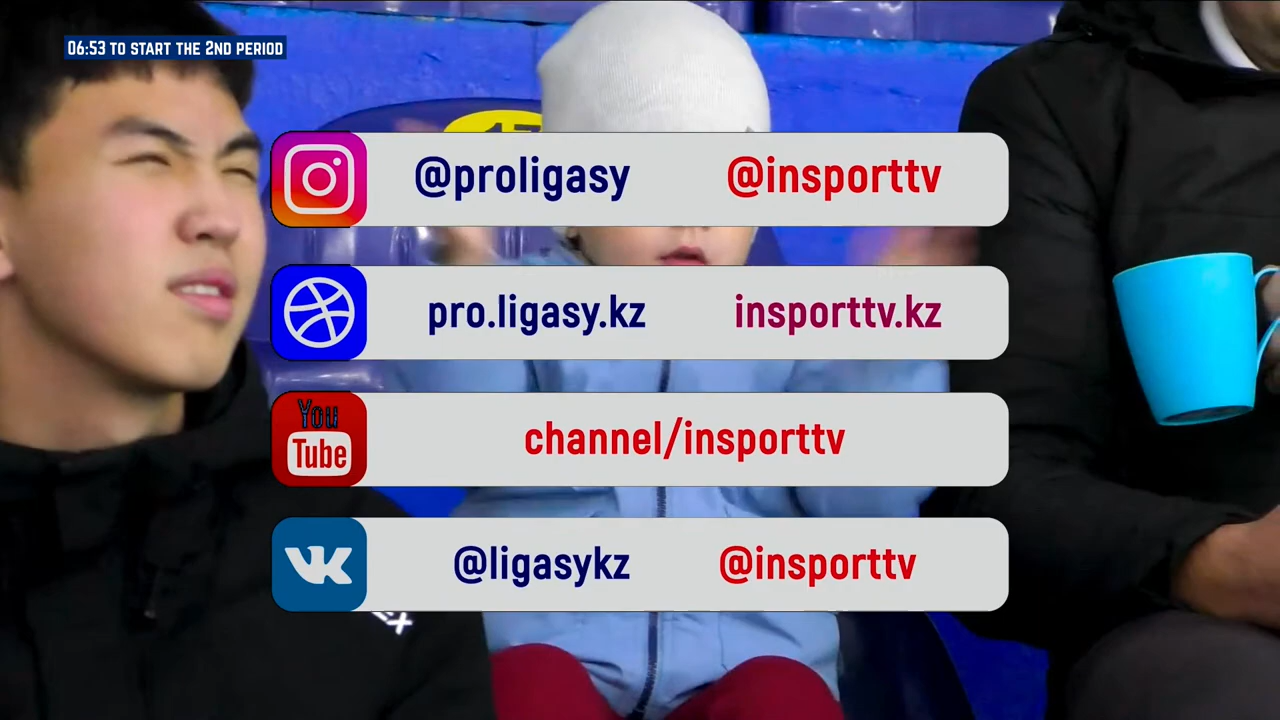 06:53 TO START THE 2ND PERIOD
@proligasy @insporttv
pro.ligasy.kz insporttv.kz
You
Tube
channel/insporttv
@ligasykz @insporttv